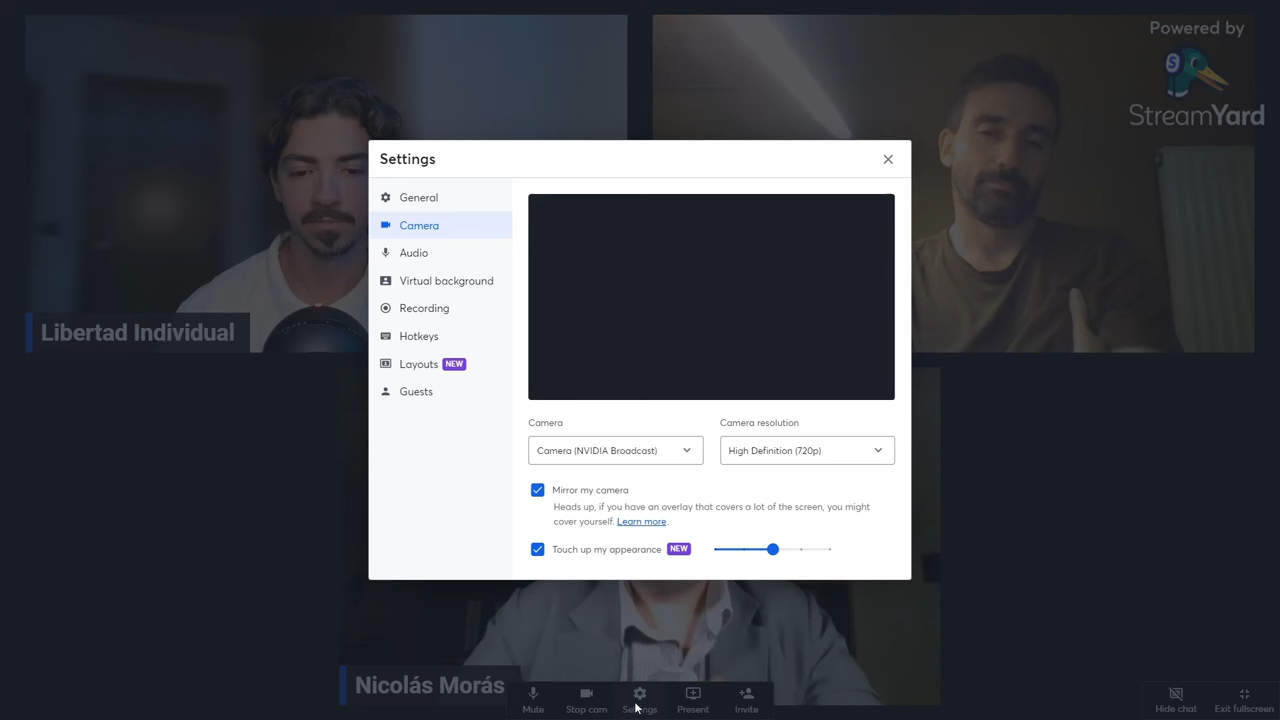 Powered by
S
StreamYard
Settings
General
Camera
Audio
Virtual background
Recording
Hotkeys
Layouts NEW
Guests
Camera
Camera (NVIDIA Broadcast)
Camera resolution
High Definition (720p)
Mirror my camera
Heads up, if you have an overlay that covers a lot of the screen, you might
cover yourself. Learn more.
Touch up my appearance NEW
Libertad Individual
Nicolás Morás
Mute
Stop cam
Settings
Present
Invite
Hide chat
Exit fullscreen